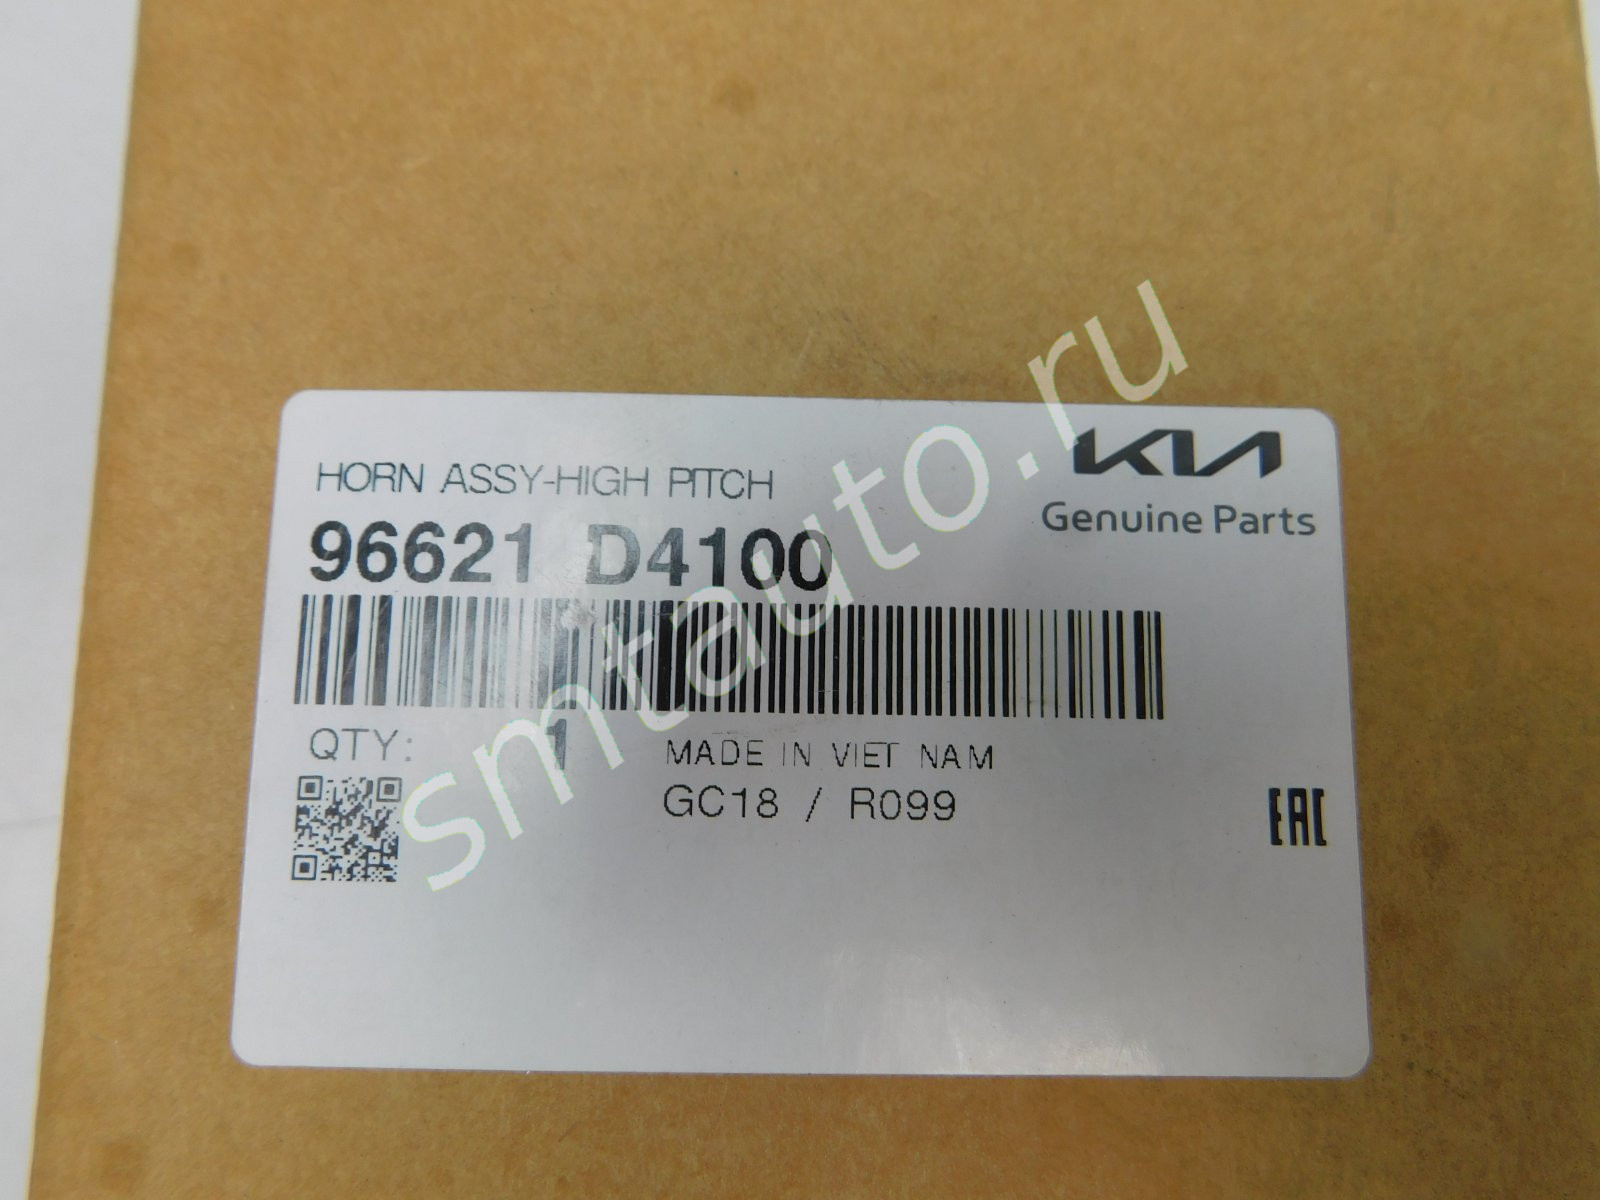 HORN ASSY-HIGH PITCH
KIA
Genuine Parts
96621 D4100
QTY: 1
MADE IN VIET NAM
GC18 / R099
EAC
smtauto.ru